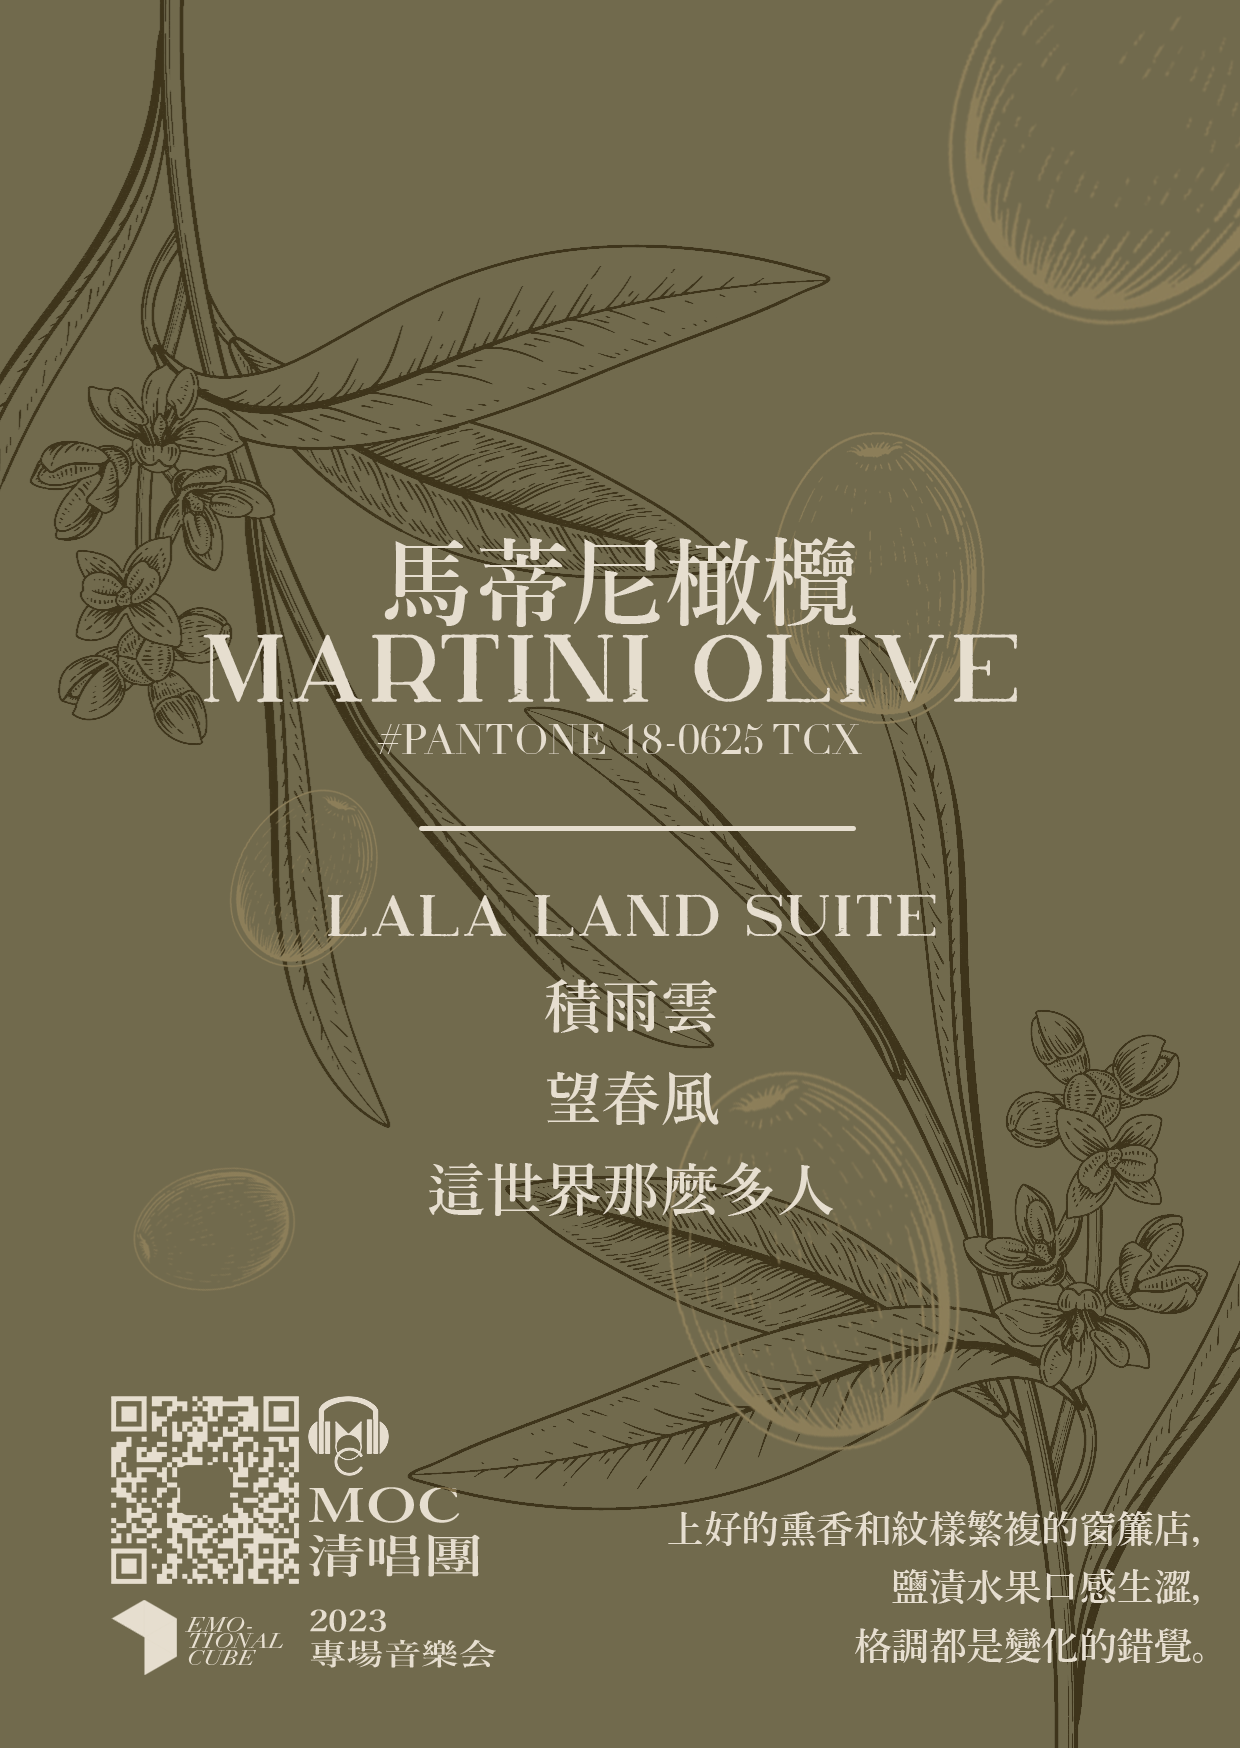 馬蒂尼橄欖
MARTINI OLIVE
#PANTONE 18-0625 TCX
LALA LAND SUITE
積雨雲
望春風
這世界那麼多人
MOC
清唱團
EMO-
TIONAL
CUBE
2023
專場音樂会
上好的熏香和紋樣繁複的窗簾店,
鹽漬水果口感生澀,
格調都是變化的錯覺。